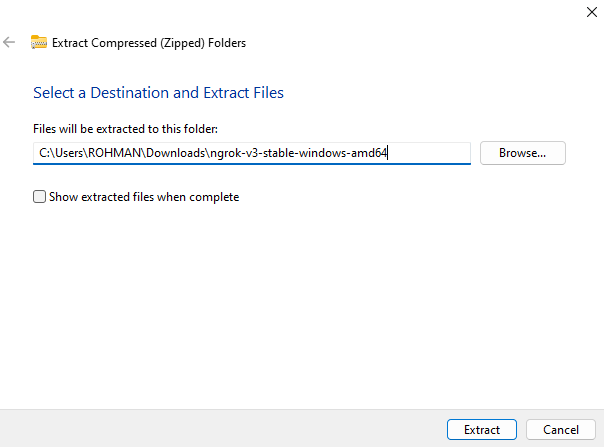 Extract Compressed (Zipped) Folders
Select a Destination and Extract Files
Files will be extracted to this folder:
C:\Users\ROHMAN\Downloads\ngrok-v3-stable-windows-amd64
Browse...
Show extracted files when complete
Extract
Cancel